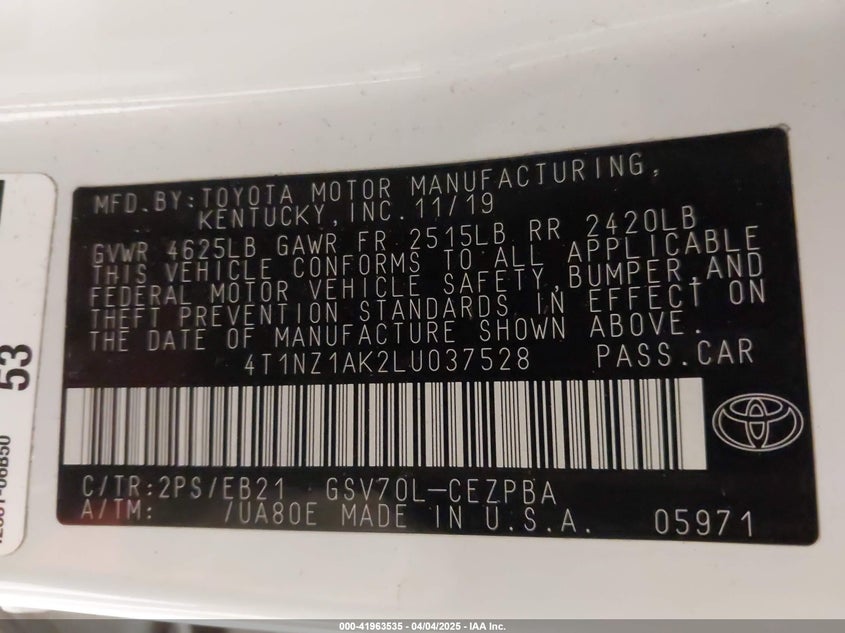 MFD.BY:TOYOTA MOTOR MANUFACTURING,
KENTUCKY,INC.11/19
GVWR 4625LB GAWR FR 2515LB RR 2420LB
THIS VEHICLE CONFORMS TO ALL APPLICABLE
FEDERAL MOTOR VEHICLE SAFETY,BUMPER,AND
THEFT PREVENTION STANDARDS IN EFFECT ON
THE DATE OF MANUFACTURE SHOWN ABOVE.
4T1NZ1AK2LU037528 PASS.CAR
C/TR:2PS/EB21 GSV70L-CEZPBA
A/TM: /UA80E MADE IN U.S.A. 05971
53
000-41963535 - 04/04/2025 - IAA Inc.